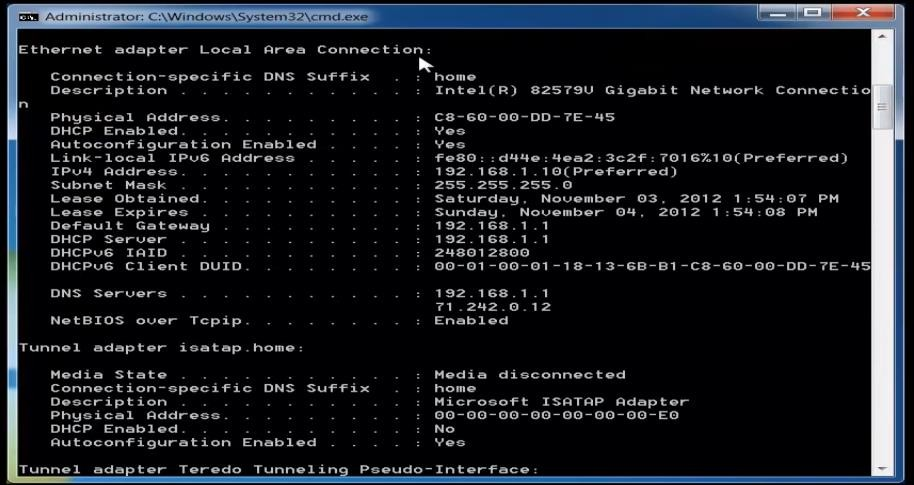 Administrator: C:\Windows\System32\cmd.exe
Ethernet adapter Local Area Connection:
Connection-specific DNS Suffix . : home
Description . . . . . . . . . . . : Intel(R) 82579V Gigabit Network Connectio
n
Physical Address. . . . . . . . . : C8-60-00-DD-7E-45
DHCP Enabled. . . . . . . . . . . : Yes
Autoconfiguration Enabled . . . . : Yes
Link-local IPv6 Address . . . . . : fe80::d44e:4ea2:3c2f:7016%10(Preferred)
IPv4 Address. . . . . . . . . . . : 192.168.1.10(Preferred)
Subnet Mask . . . . . . . . . . . : 255.255.255.0
Lease Obtained. . . . . . . . . . : Saturday, November 03, 2012 1:54:07 PM
Lease Expires . . . . . . . . . . : Sunday, November 04, 2012 1:54:08 PM
Default Gateway . . . . . . . . . : 192.168.1.1
DHCP Server . . . . . . . . . . . : 192.168.1.1
DHCPv6 IAID . . . . . . . . . . . : 248012800
DHCPv6 Client DUID. . . . . . . . : 00-01-00-01-18-13-6B-B1-C8-60-00-DD-7E-45
DNS Servers . . . . . . . . . . . : 192.168.1.1
71.242.0.12
NetBIOS over Tcpip. . . . . . . . : Enabled
Tunnel adapter isatap.home:
Media State . . . . . . . . . . . : Media disconnected
Connection-specific DNS Suffix  . : home
Description . . . . . . . . . . . : Microsoft ISATAP Adapter
Physical Address. . . . . . . . . : 00-00-00-00-00-00-00-E0
DHCP Enabled. . . . . . . . . . . : No
Autoconfiguration Enabled . . . . : Yes
Tunnel adapter Teredo Tunneling Pseudo-Interface: